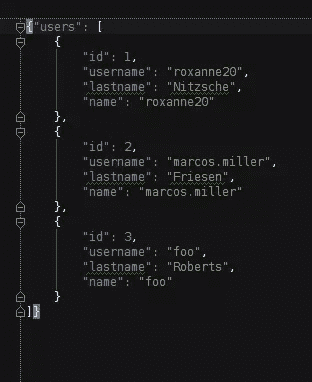 {"users": [
{
"id": 1,
"username": "roxanne20",
"lastname": "Nitzsche",
"name": "roxanne20"
},
{
"id": 2,
"username": "marcos.miller",
"lastname": "Friesen",
"name": "marcos.miller"
},
{
"id": 3,
"username": "foo",
"lastname": "Roberts",
"name": "foo"
}
]}